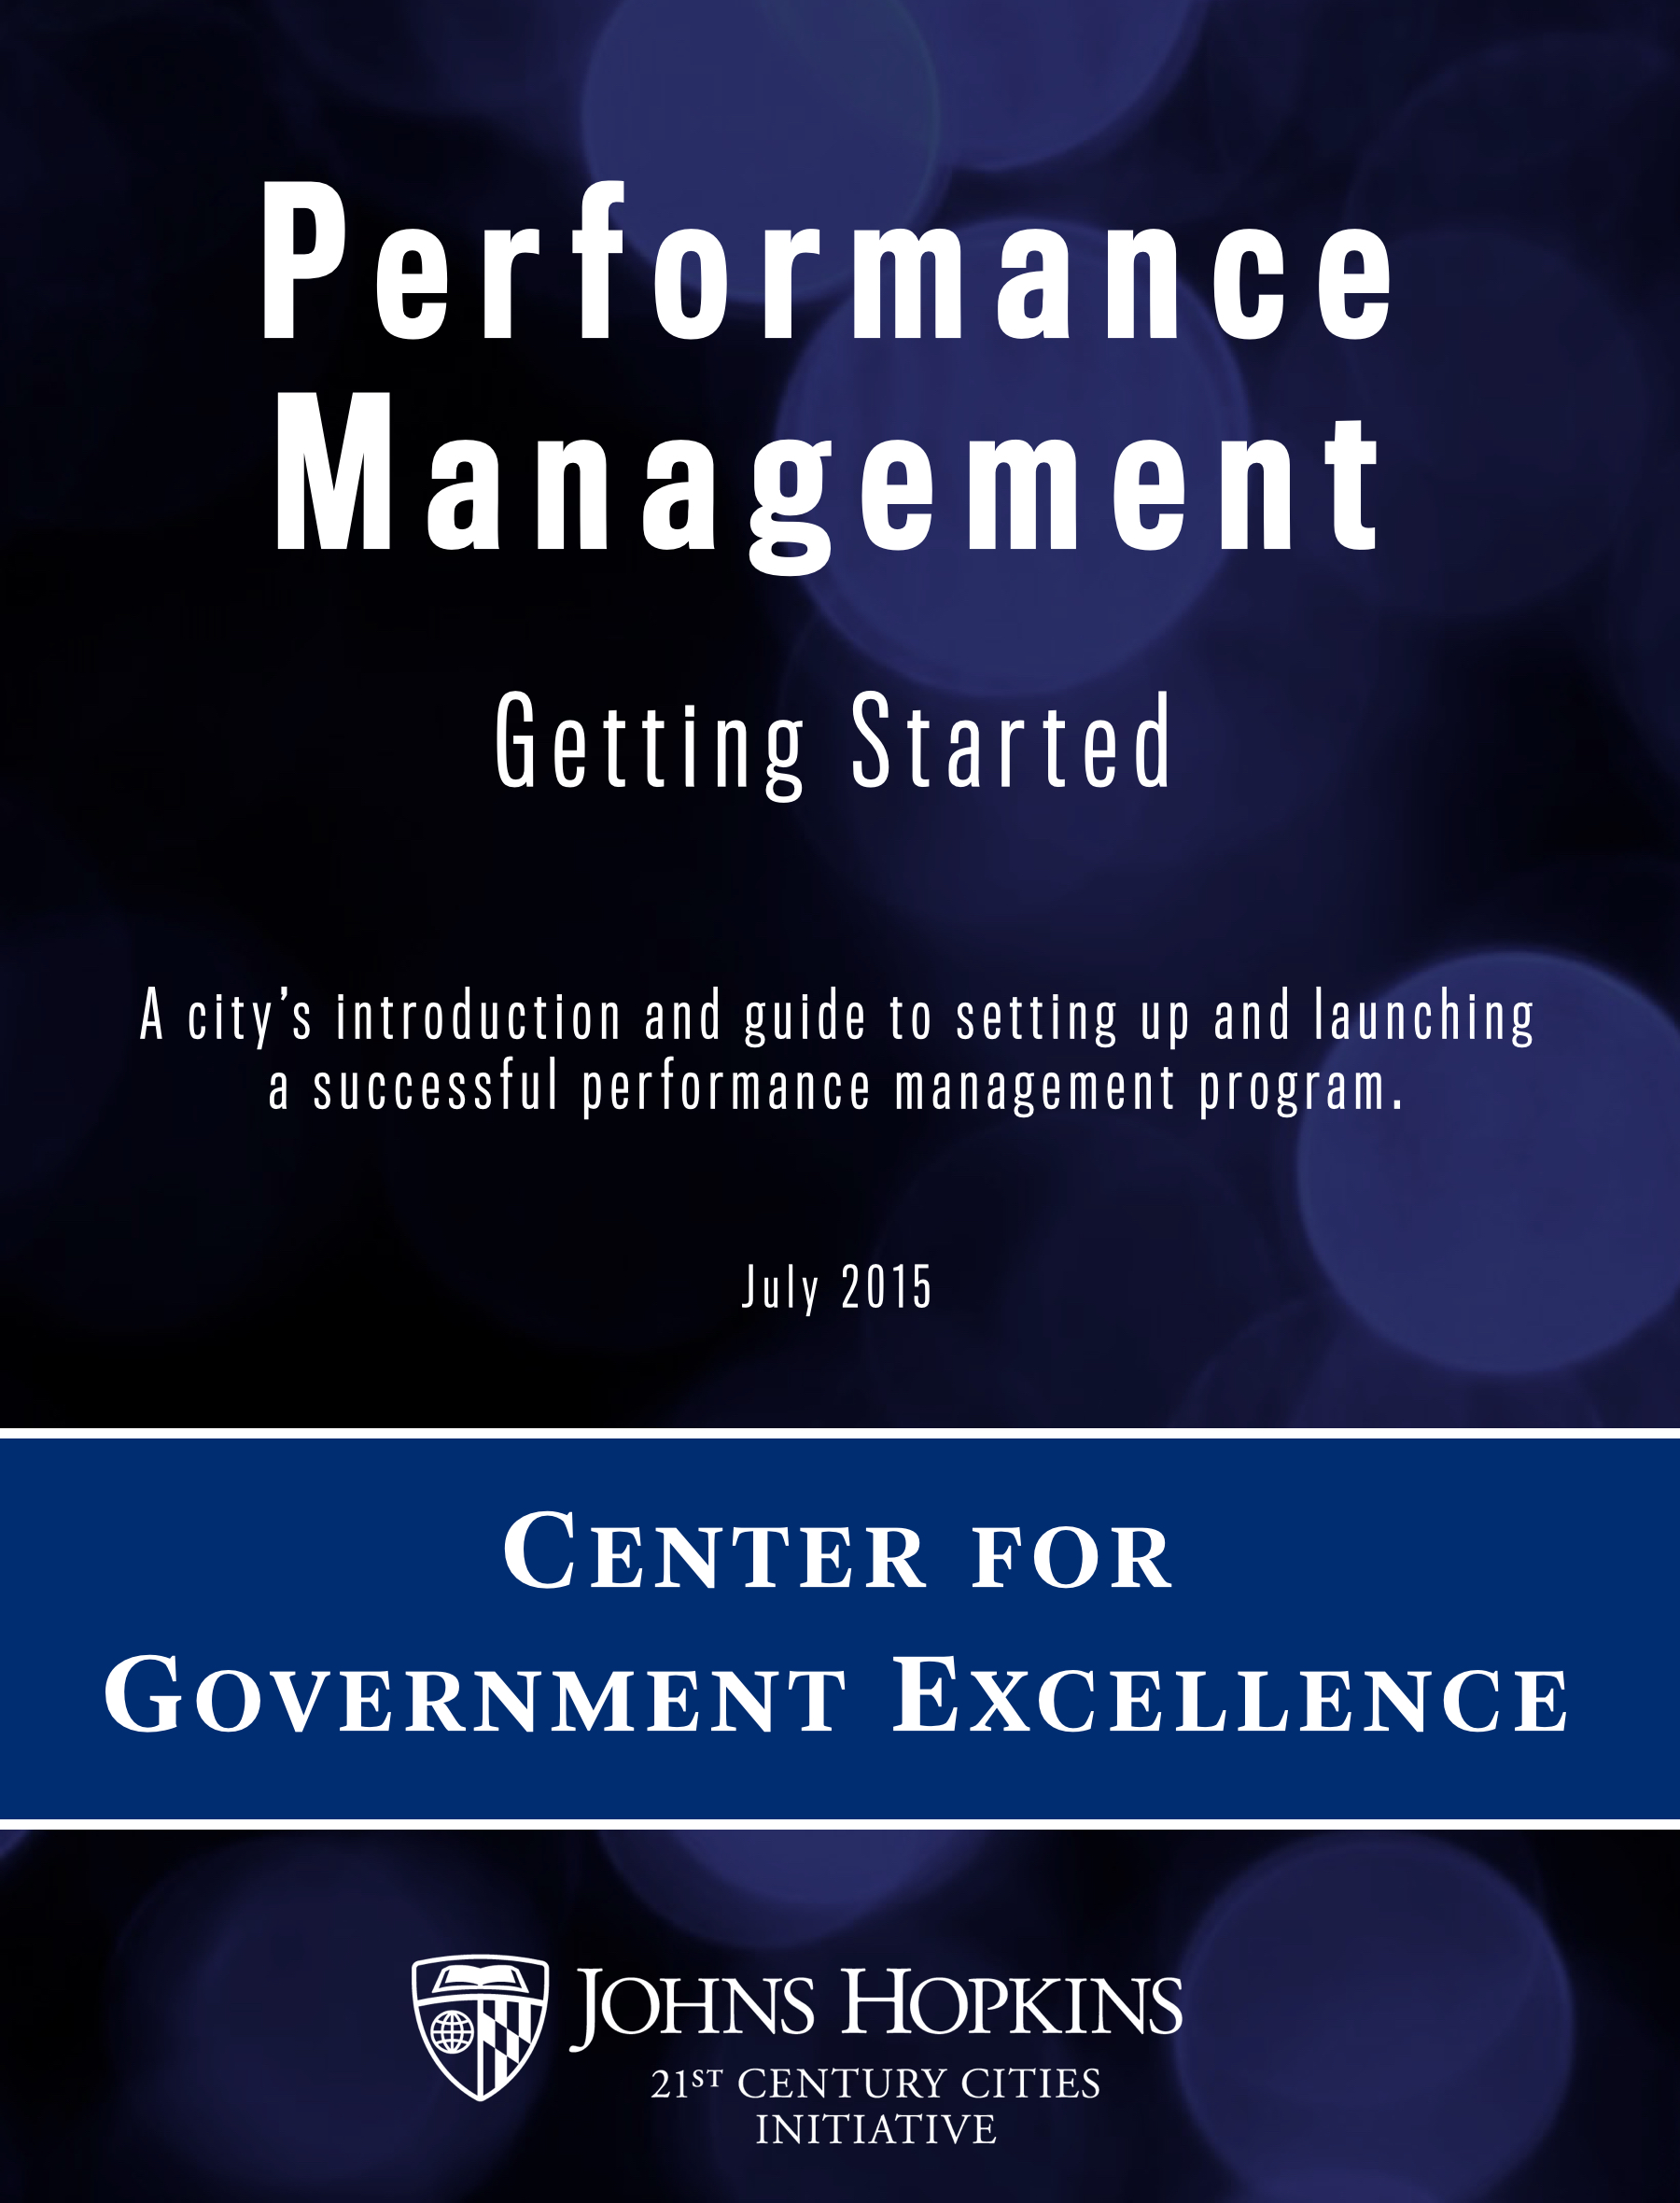 Performance
Management
Getting Started
A city’s introduction and guide to setting up and launching
a successful performance management program.
July 2015
Center for
Government Excellence
Johns Hopkins
21st Century Cities
Initiative